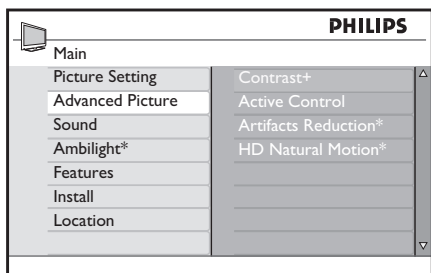 PHILIPS
Main
Picture Setting
Advanced Picture
Sound
Ambilight*
Features
Install
Location
Contrast+
Active Control
Artifacts Reduction*
HD Natural Motion*